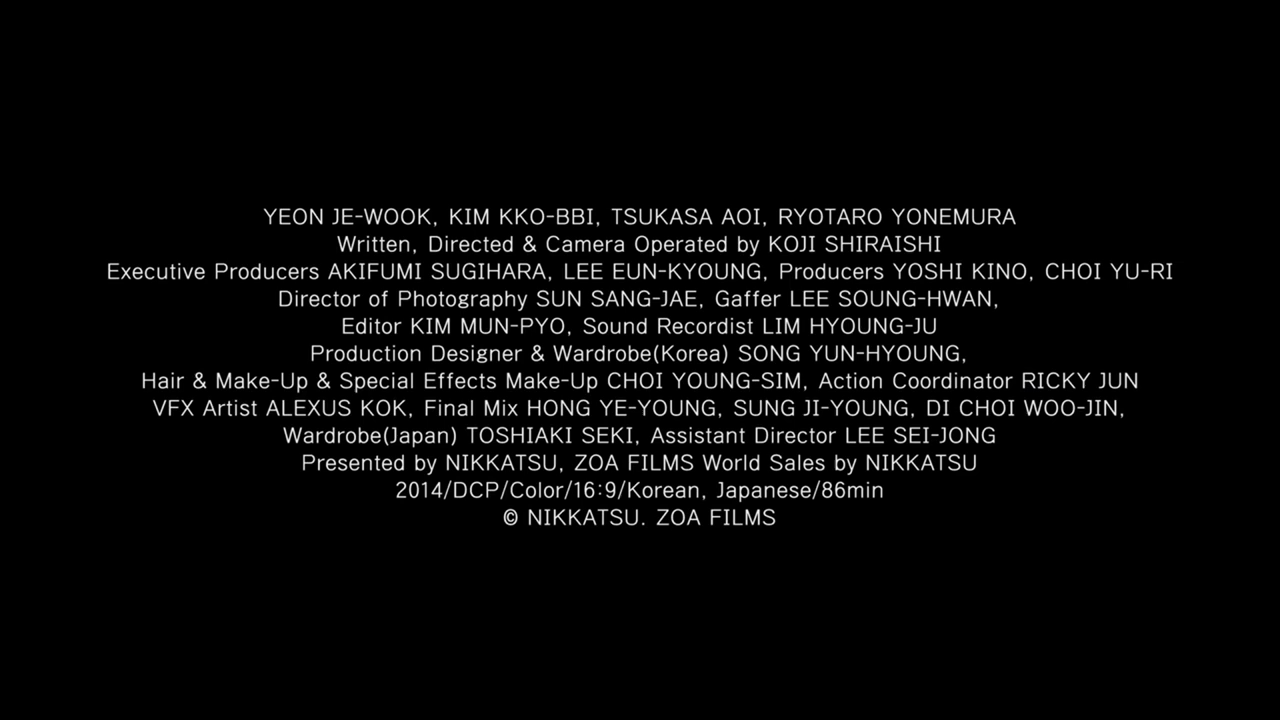 YEON JE-WOOK, KIM KKO-BBI, TSUKASA AOI, RYOTARO YONEMURA
Written, Directed & Camera Operated by KOJI SHIRAISHI
Executive Producers AKIFUMI SUGIHARA, LEE EUN-KYOUNG, Producers YOSHI KINO, CHOI YU-RI
Director of Photography SUN SANG-JAE, Gaffer LEE SOUNG-HWAN,
Editor KIM MUN-PYO, Sound Recordist LIM HYOUNG-JU
Production Designer & Wardrobe(Korea) SONG YUN-HYOUNG,
Hair & Make-Up & Special Effects Make-Up CHOI YOUNG-SIM, Action Coordinator RICKY JUN
VFX Artist ALEXUS KOK, Final Mix HONG YE-YOUNG, SUNG JI-YOUNG, DI CHOI WOO-JIN,
Wardrobe(Japan) TOSHIAKI SEKI, Assistant Director LEE SEI-JONG
Presented by NIKKATSU, ZOA FILMS World Sales by NIKKATSU
2014/DCP/Color/16:9/Korean, Japanese/86min
© NIKKATSU. ZOA FILMS